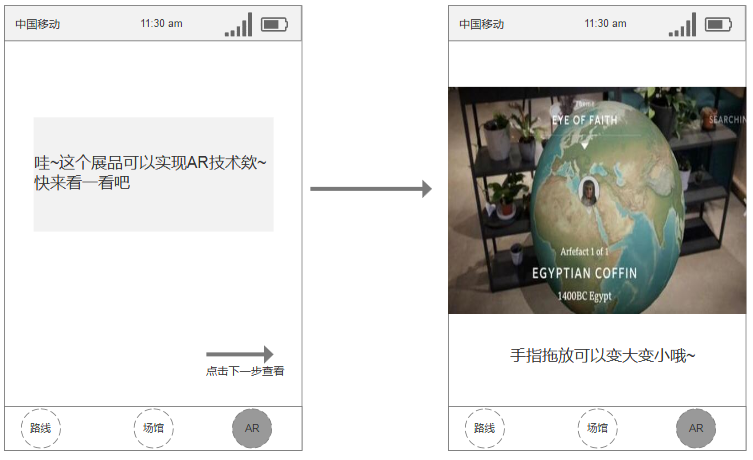 中国移动 11:30 am
哇~这个展品可以实现AR技术欸~
快来看一看吧
点击下一步查看
路线 场馆 AR
中国移动 11:30 am
Theme
EYE OF FAITH
SEARCHIN
Arfefact 1 of 1
EGYPTIAN COFFIN
1400BC Egypt
手指拖放可以变大变小哦~
路线 场馆 AR